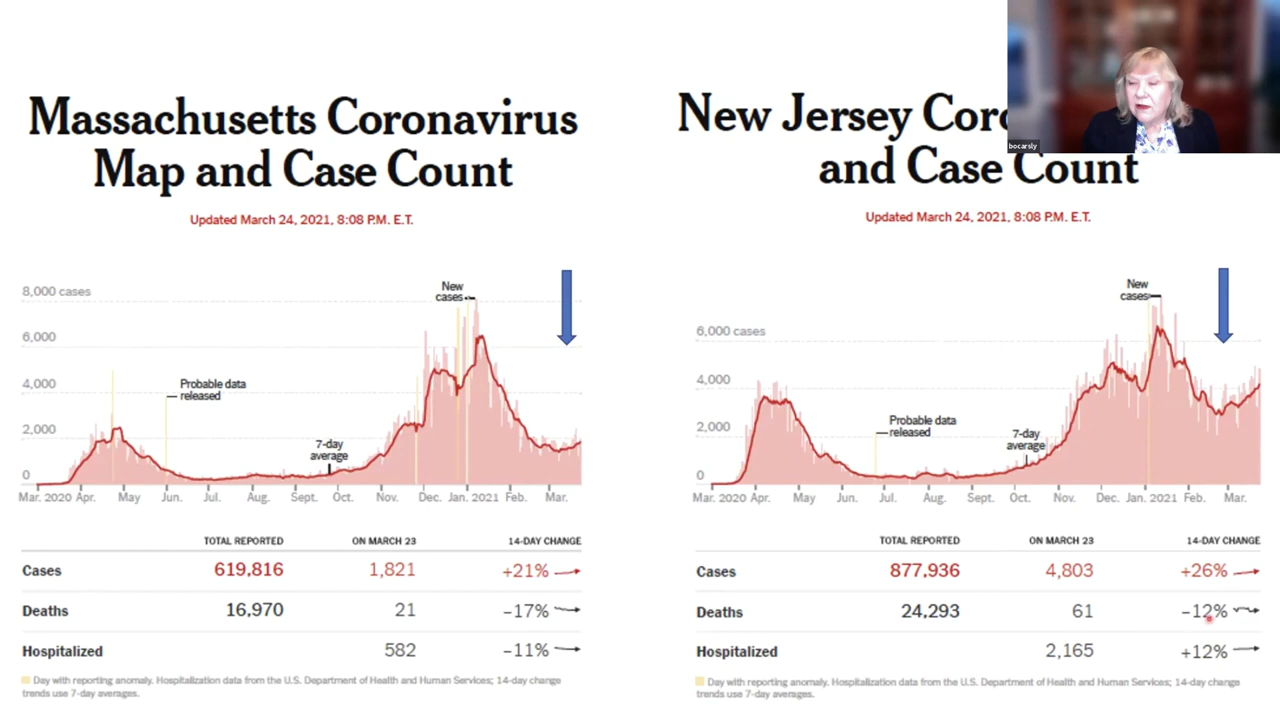 Massachusetts Coronavirus
Map and Case Count
Updated March 24, 2021, 8:08 P.M. E.T.
8,000 cases
6,000
4,000
2,000
0
New
cases
Probable data
released
7-day
average
Mar. 2020 Apr. May Jun. Jul. Aug. Sept. Oct. Nov. Dec. Jan. 2021 Feb. Mar.
TOTAL REPORTED ON MARCH 23 14-DAY CHANGE
Cases 619,816 1,821 +21%
Deaths 16,970 21 –17%
Hospitalized 582 –11%
Day with reporting anomaly. Hospitalization data from the U.S. Department of Health and Human Services; 14-day change
trends use 7-day averages.
New Jersey
and Case Count
Updated March 24, 2021, 8:08 P.M. E.T.
6,000 cases
4,000
2,000
0
New
cases
Probable data
released
7-day
average
Mar. 2020 Apr. May Jun. Jul. Aug. Sept. Oct. Nov. Dec. Jan. 2021 Feb. Mar.
TOTAL REPORTED ON MARCH 23 14-DAY CHANGE
Cases 877,936 4,803 +26%
Deaths 24,293 61 –12%
Hospitalized 2,165 +12%
Day with reporting anomaly. Hospitalization data from the U.S. Department of Health and Human Services; 14-day change
trends use 7-day averages.
bocarsly